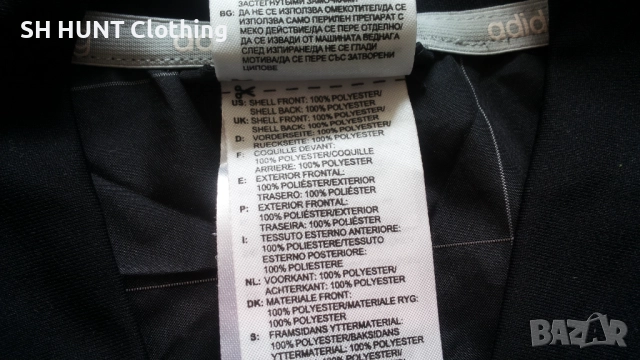 SH HUNT Clothing
ЗАСТЕГНУТИ ЗАКОПЧАЛКИ
BG: ДА НЕ СЕ ИЗПОЛЗВА ОМЕКОТИТЕЛ/ДА СЕ
ИЗПОЛЗВА САМО ПЕРИЛЕН ПРЕПАРАТ С
МЕКО ДЕЙСТВИЕ/ДА СЕ ПЕРЕ ОТДЕЛНО/
ДА СЕ ИЗВАДИ ОТ МАШИНАТА ВЕДНАГА
СЛЕД ИЗПИРАНЕ/ДА НЕ СЕ ГЛАДИ
МОТИВА/ДА СЕ ПЕРЕ СЪС ЗАТВОРЕНИ
ЦИПОВЕ
adidas
adid
US: SHELL FRONT: 100% POLYESTER/
SHELL BACK: 100% POLYESTER
UK: SHELL FRONT: 100% POLYESTER/
SHELL BACK: 100% POLYESTER
D: VORDERSEITE: 100% POLYESTER/
RUECKSEITE: 100% POLYESTER
F: COQUILLE DEVANT:
100% POLYESTER/COQUILLE
ARRIERE: 100% POLYESTER
E: EXTERIOR FRONTAL:
100% POLIÉSTER/EXTERIOR
TRASERO: 100% POLIÉSTER
P: EXTERIOR FRONTAL:
100% POLIÉSTER/EXTERIOR
TRASEIRA: 100% POLIÉSTER
I: TESSUTO ESTERNO ANTERIORE:
100% POLIESTERE/TESSUTO
ESTERNO POSTERIORE:
100% POLIESTERE
NL: VOORKANT: 100% POLYESTER/
ACHTERKANT: 100% POLYESTER
DK: MATERIALE FRONT:
100% POLYESTER/MATERIALE RYG:
100% POLYESTER
S: FRAMSIDANS YTTERMATERIAL:
100% POLYESTER/BAKSIDANS
YTTERMATERIAL:
100% POLYESTER
BAZAR